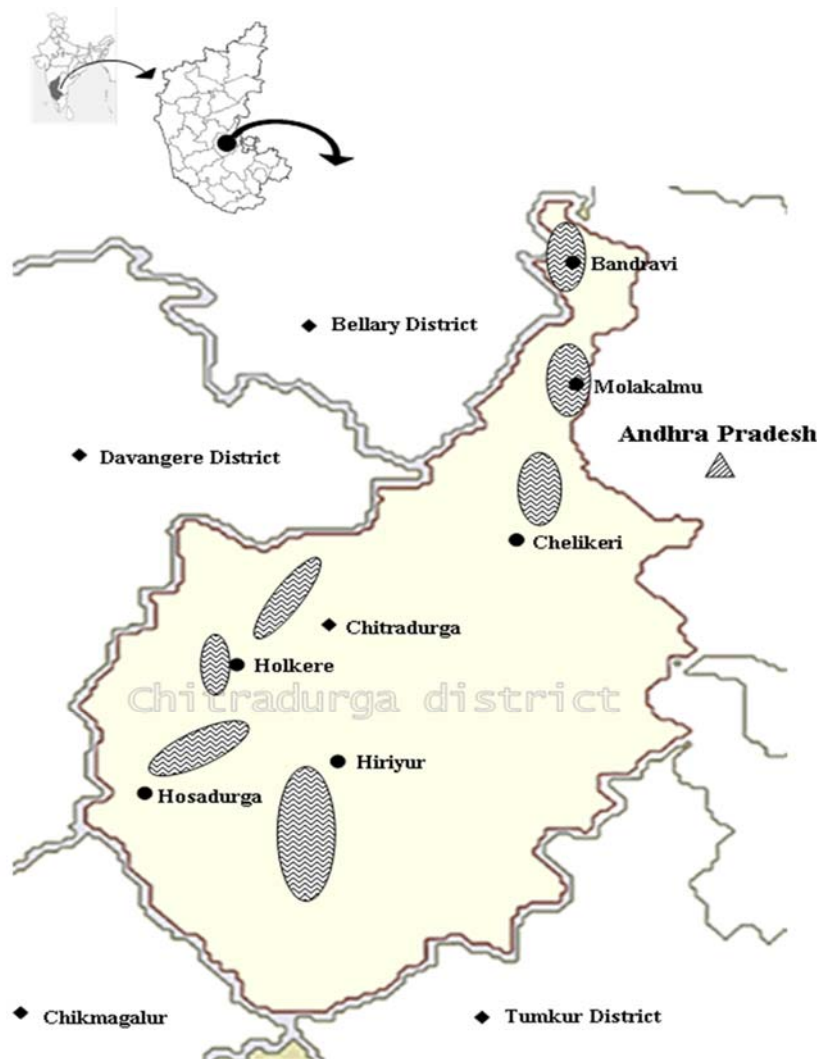 Bandravi
Bellary District
Molakalmu
Andhra Pradesh
Davangere District
Chelikeri
Chitradurga
Holkere
Chitradurga district
Hiriyur
Hosadurga
Chikmagalur
Tumkur District